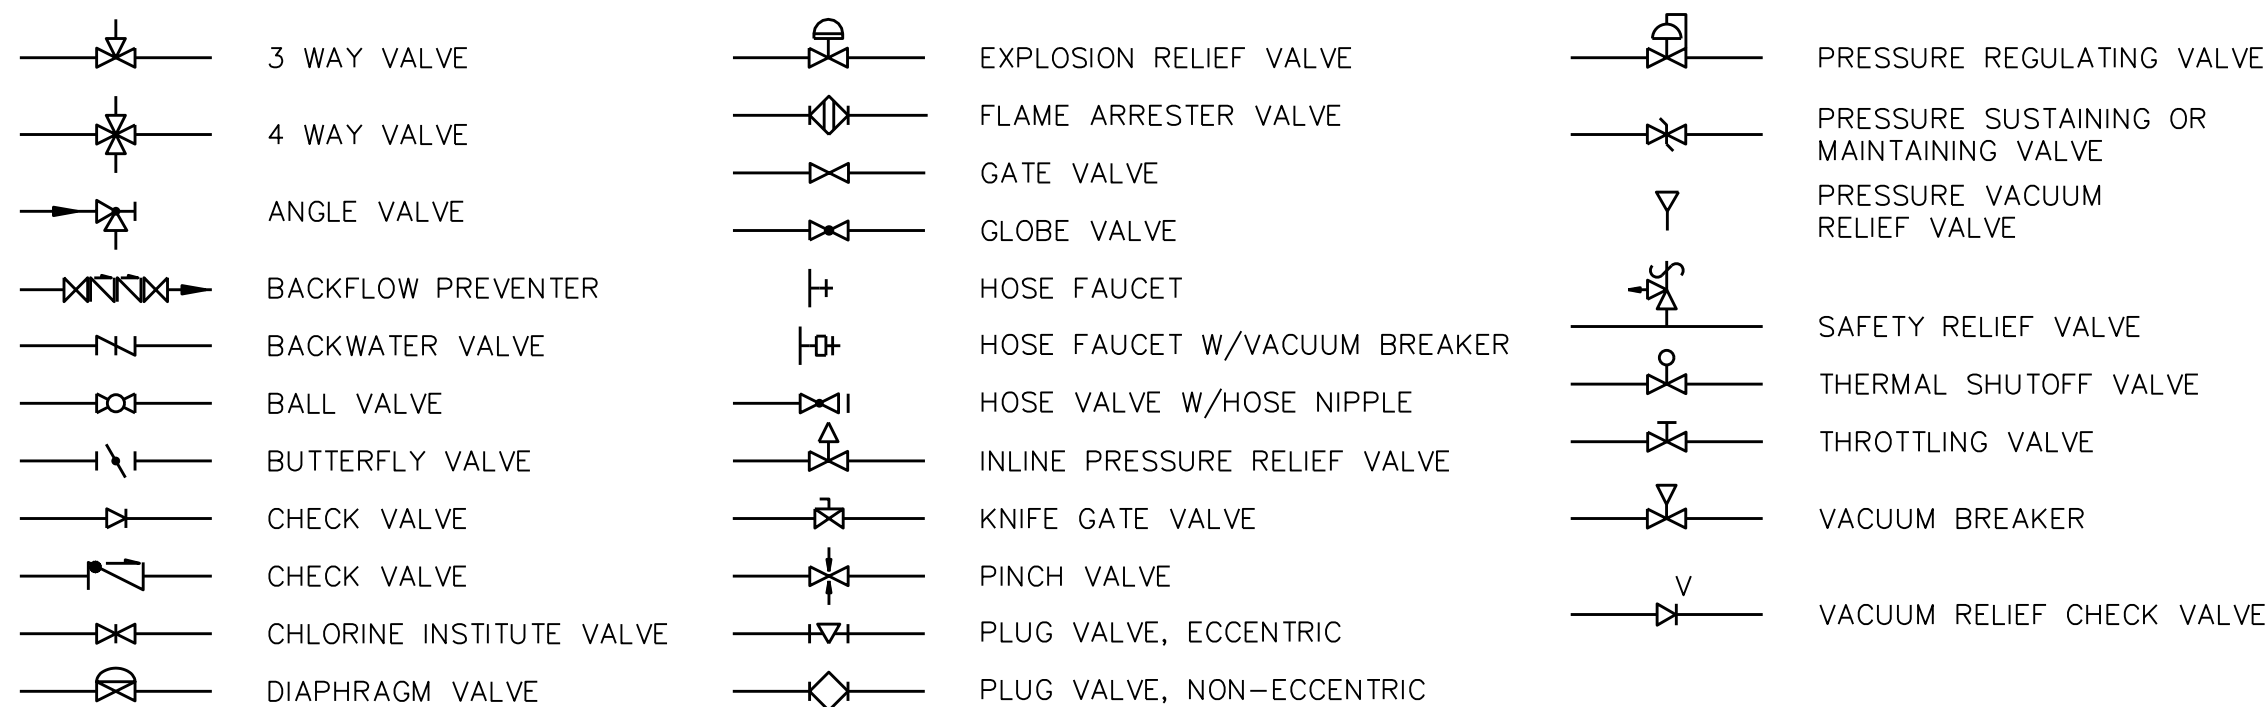 3 WAY VALVE
4 WAY VALVE
ANGLE VALVE
BACKFLOW PREVENTER
BACKWATER VALVE
BALL VALVE
BUTTERFLY VALVE
CHECK VALVE
CHECK VALVE
CHLORINE INSTITUTE VALVE
DIAPHRAGM VALVE
EXPLOSION RELIEF VALVE
FLAME ARRESTER VALVE
GATE VALVE
GLOBE VALVE
HOSE FAUCET
HOSE FAUCET W/VACUUM BREAKER
HOSE VALVE W/HOSE NIPPLE
INLINE PRESSURE RELIEF VALVE
KNIFE GATE VALVE
PINCH VALVE
PLUG VALVE, ECCENTRIC
PLUG VALVE, NON-ECCENTRIC
PRESSURE REGULATING VALVE
PRESSURE SUSTAINING OR
MAINTAINING VALVE
PRESSURE VACUUM
RELIEF VALVE
SAFETY RELIEF VALVE
THERMAL SHUTOFF VALVE
THROTTLING VALVE
VACUUM BREAKER
V
VACUUM RELIEF CHECK VALVE